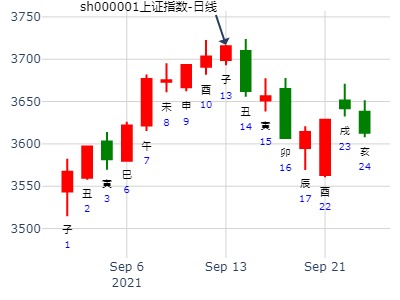 sh000001上证指数-日线
3750
3700
3650
3600
3550
3500
子
1
丑
2
寅
3
巳
6
午
7
未
8
申
9
酉
10
子
13
丑
14
寅
15
卯
16
辰
17
酉
22
戌
23
亥
24
Sep 6
2021
Sep 13
Sep 21